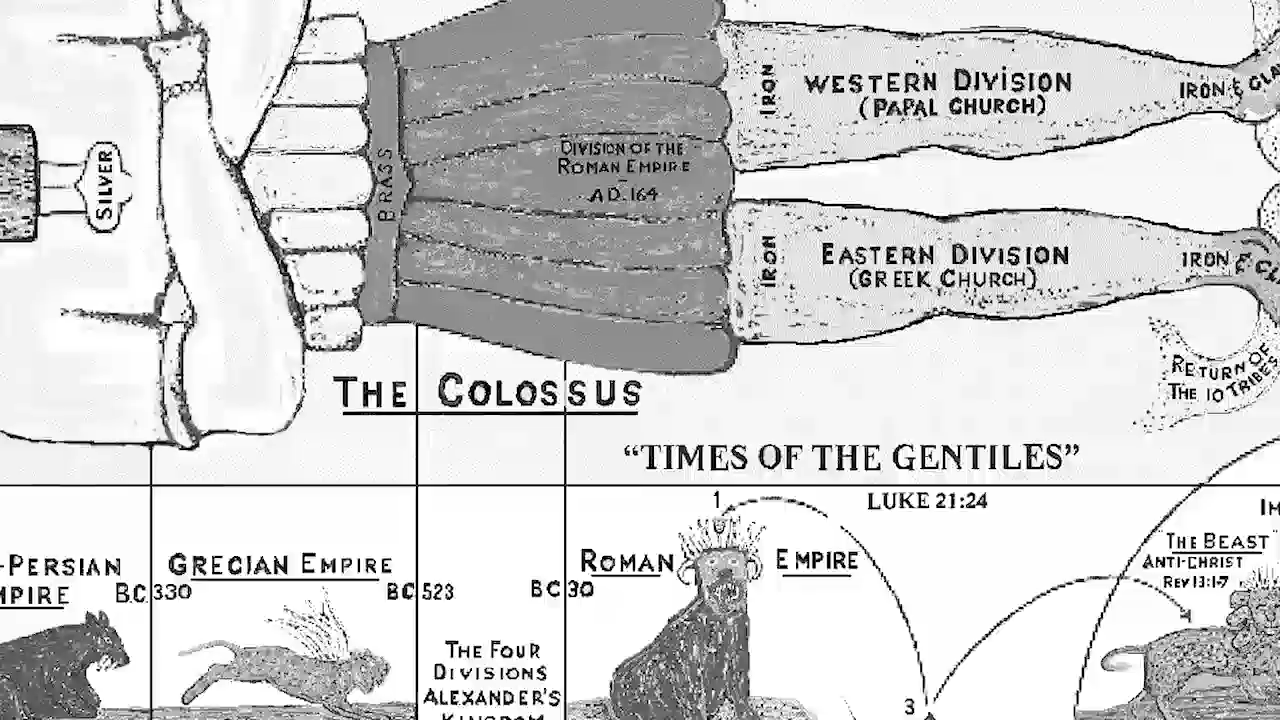 SILVER
BRASS
DIVISION OF THE
ROMAN EMPIRE
A.D. 164
IRON
WESTERN DIVISION
(PAPAL CHURCH)
IRON &
IRON
EASTERN DIVISION
(GREEK CHURCH)
IRON &
RETURN OF
THE 10 TRIBES
THE COLOSSUS
"TIMES OF THE GENTILES"
LUKE 21:24
-PERSIAN
MPIRE
B.C. 330
GRECIAN EMPIRE
BC 523
BC 30
THE FOUR
DIVISIONS
ALEXANDER'S
KINGDOM
1
ROMAN EMPIRE
3
THE BEAST
ANTI-CHRIST
REV 13:1-7